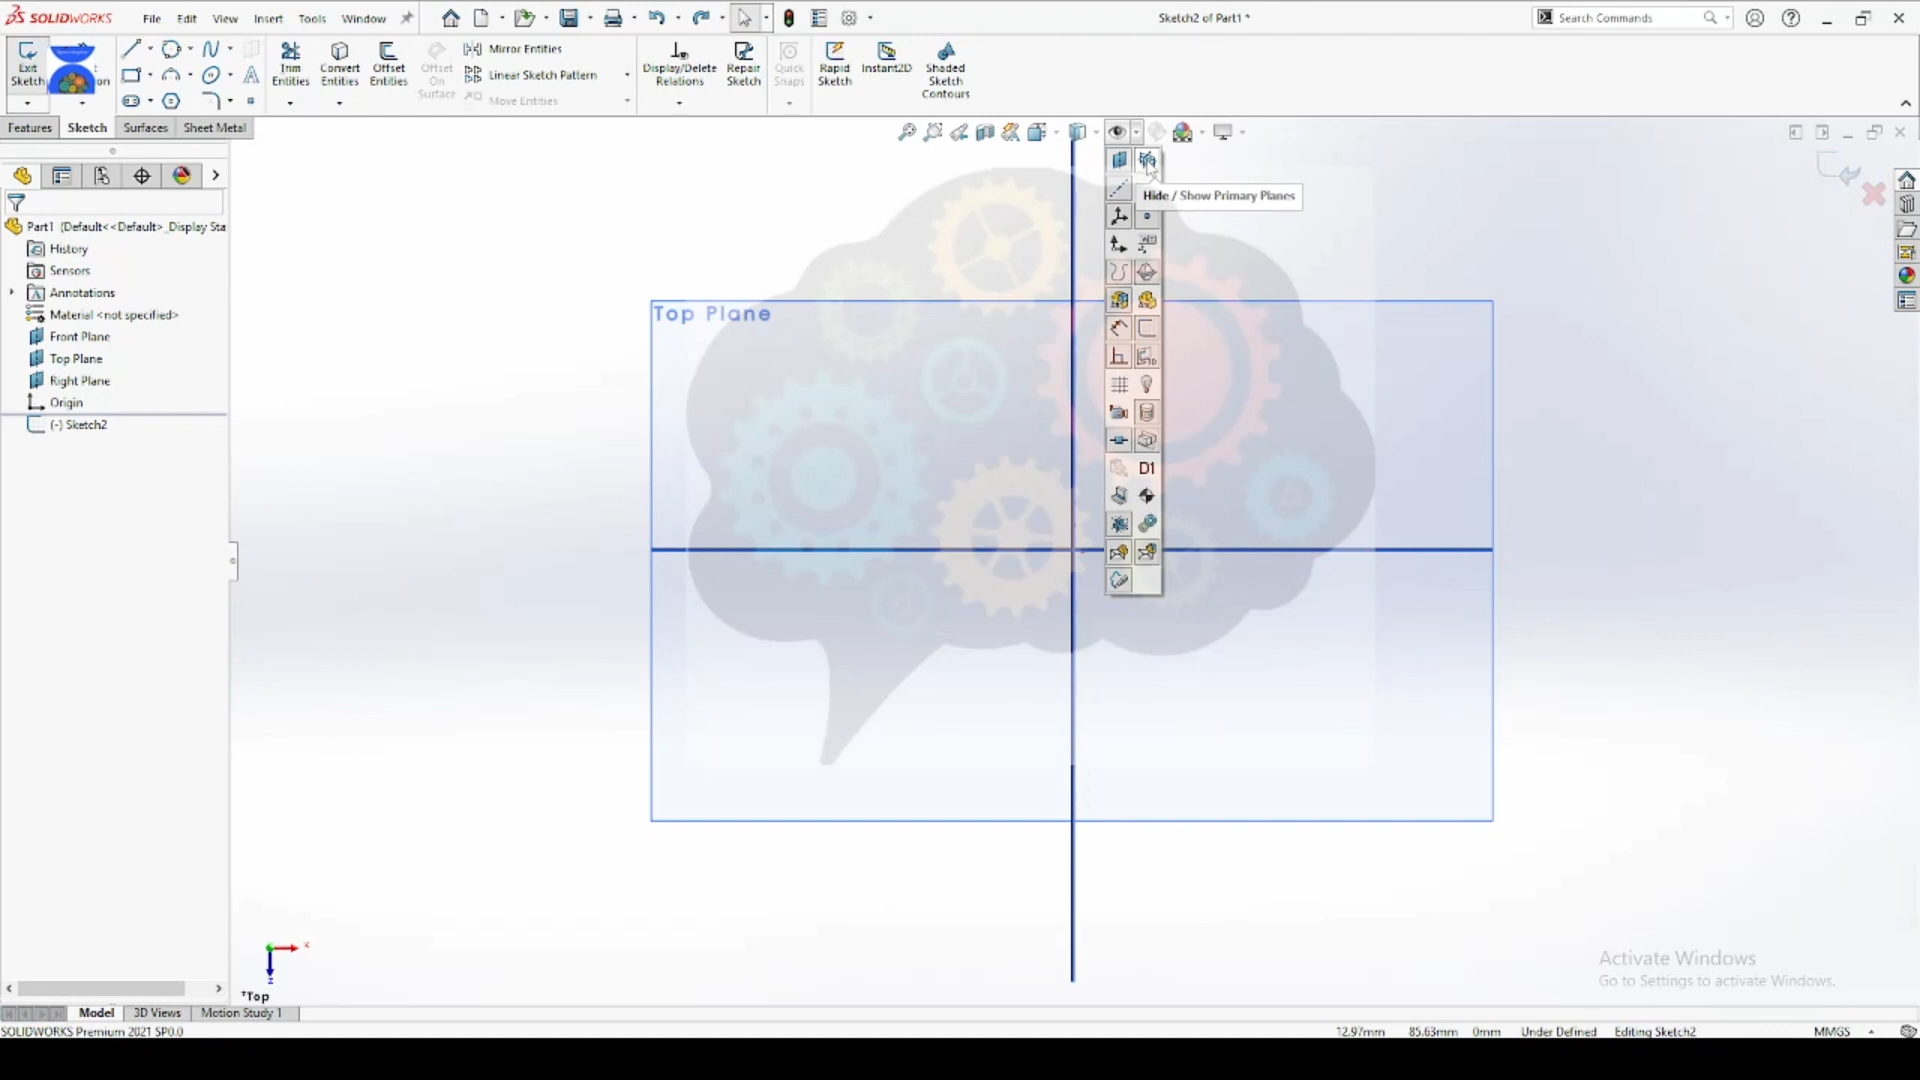 SOLIDWORKS File Edit View Insert Tools Window
Sketch2 of Part1 *
Search Commands
Exit Sketch
Trim Entities
Convert Entities
Offset Entities
Offset On Surface
Mirror Entities
Linear Sketch Pattern
Move Entities
Display/Delete Relations
Repair Sketch
Quick Snaps
Rapid Sketch
Instant2D
Shaded Sketch Contours
Features Sketch Surfaces Sheet Metal
Hide / Show Primary Planes
Part1 (Default<<Default>_Display Sta
History
Sensors
Annotations
Material <not specified>
Front Plane
Top Plane
Right Plane
Origin
(-) Sketch2
Top Plane
D1
x
z
*Top
Activate Windows
Go to Settings to activate Windows.
Model 3D Views Motion Study 1
SOLIDWORKS Premium 2021 SP0.0
12.97mm 85.63mm 0mm Under Defined Editing Sketch2 MMGS